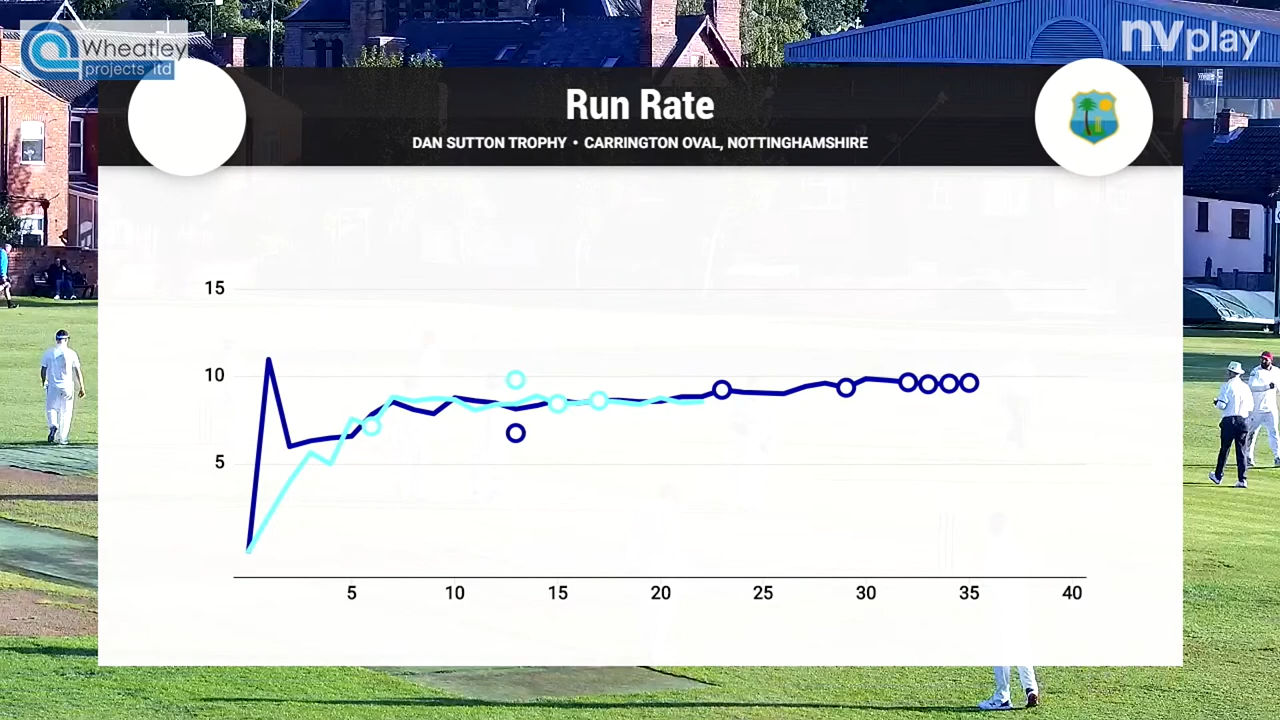 Wheatley
projects ltd
nvplay
Run Rate
DAN SUTTON TROPHY • CARRINGTON OVAL, NOTTINGHAMSHIRE
15
10
5
5 10 15 20 25 30 35 40